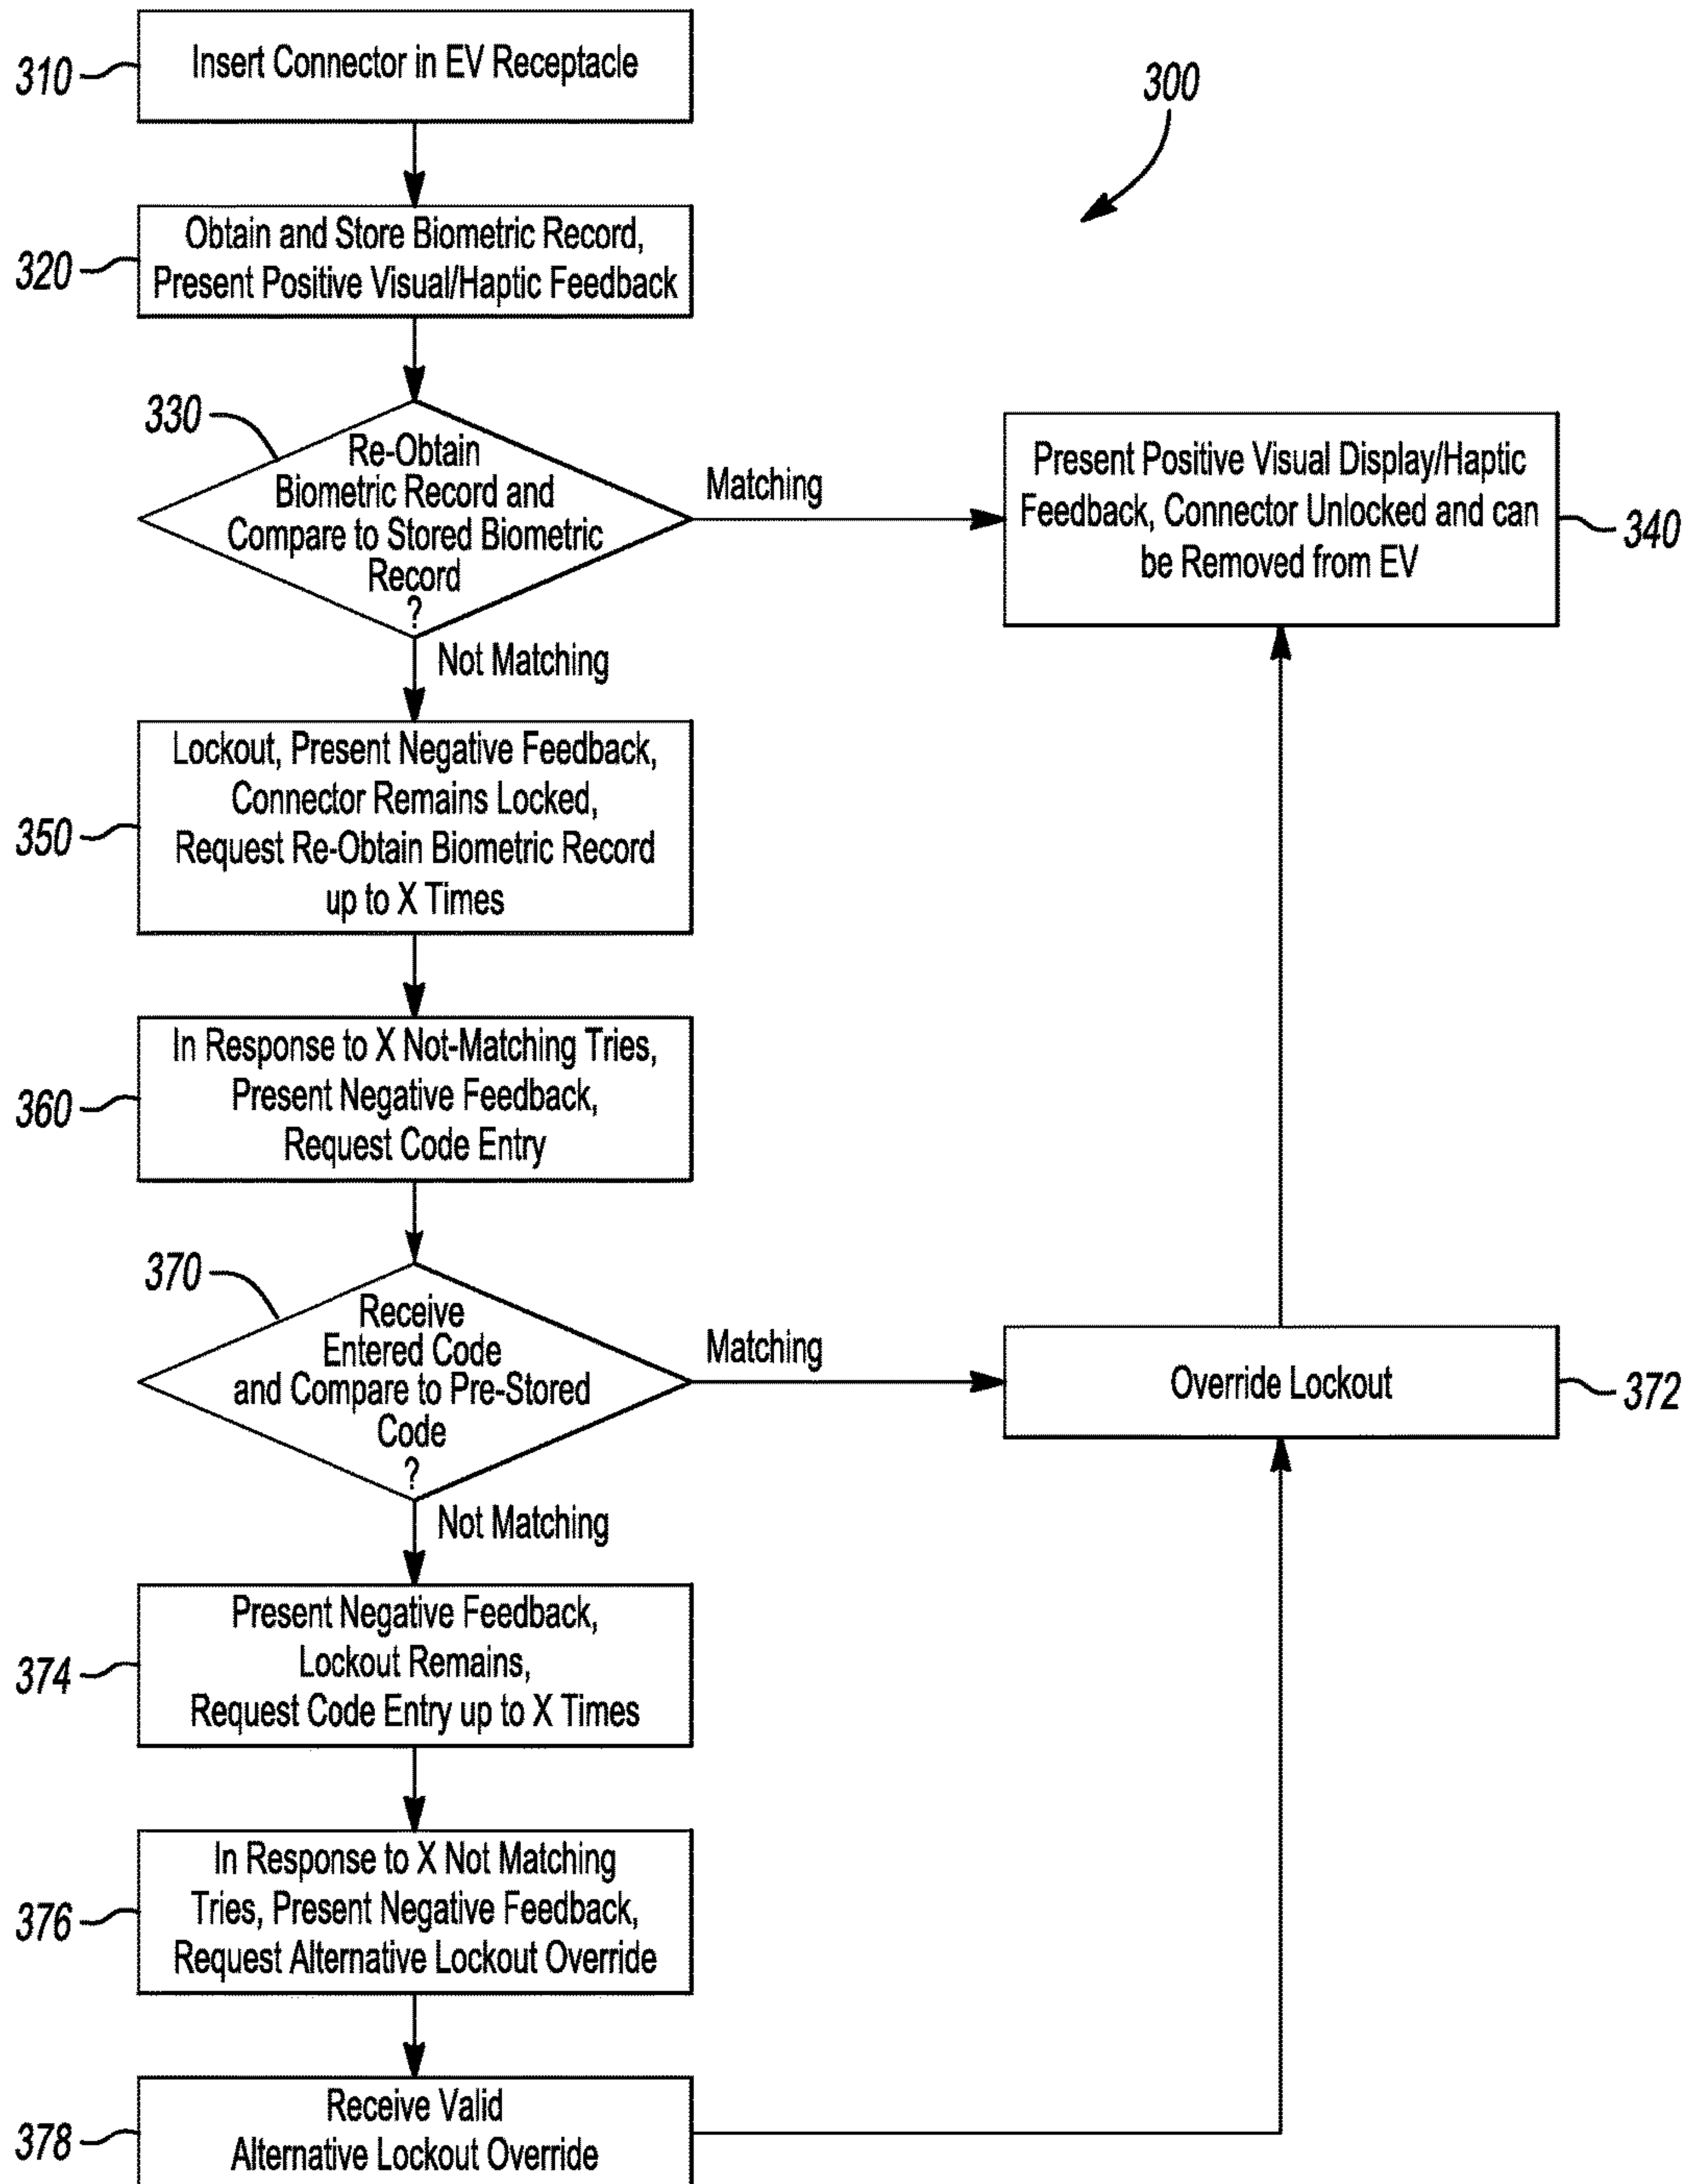 310
Insert Connector in EV Receptacle
300
320
Obtain and Store Biometric Record,
Present Positive Visual/Haptic Feedback
330
Re-Obtain
Biometric Record and
Compare to Stored Biometric
Record
?
Matching
Present Positive Visual Display/Haptic
Feedback, Connector Unlocked and can
be Removed from EV
340
Not Matching
350
Lockout, Present Negative Feedback,
Connector Remains Locked,
Request Re-Obtain Biometric Record
up to X Times
360
In Response to X Not-Matching Tries,
Present Negative Feedback,
Request Code Entry
370
Receive
Entered Code
and Compare to Pre-Stored
Code
?
Matching
Override Lockout
372
Not Matching
374
Present Negative Feedback,
Lockout Remains,
Request Code Entry up to X Times
376
In Response to X Not Matching
Tries, Present Negative Feedback,
Request Alternative Lockout Override
378
Receive Valid
Alternative Lockout Override